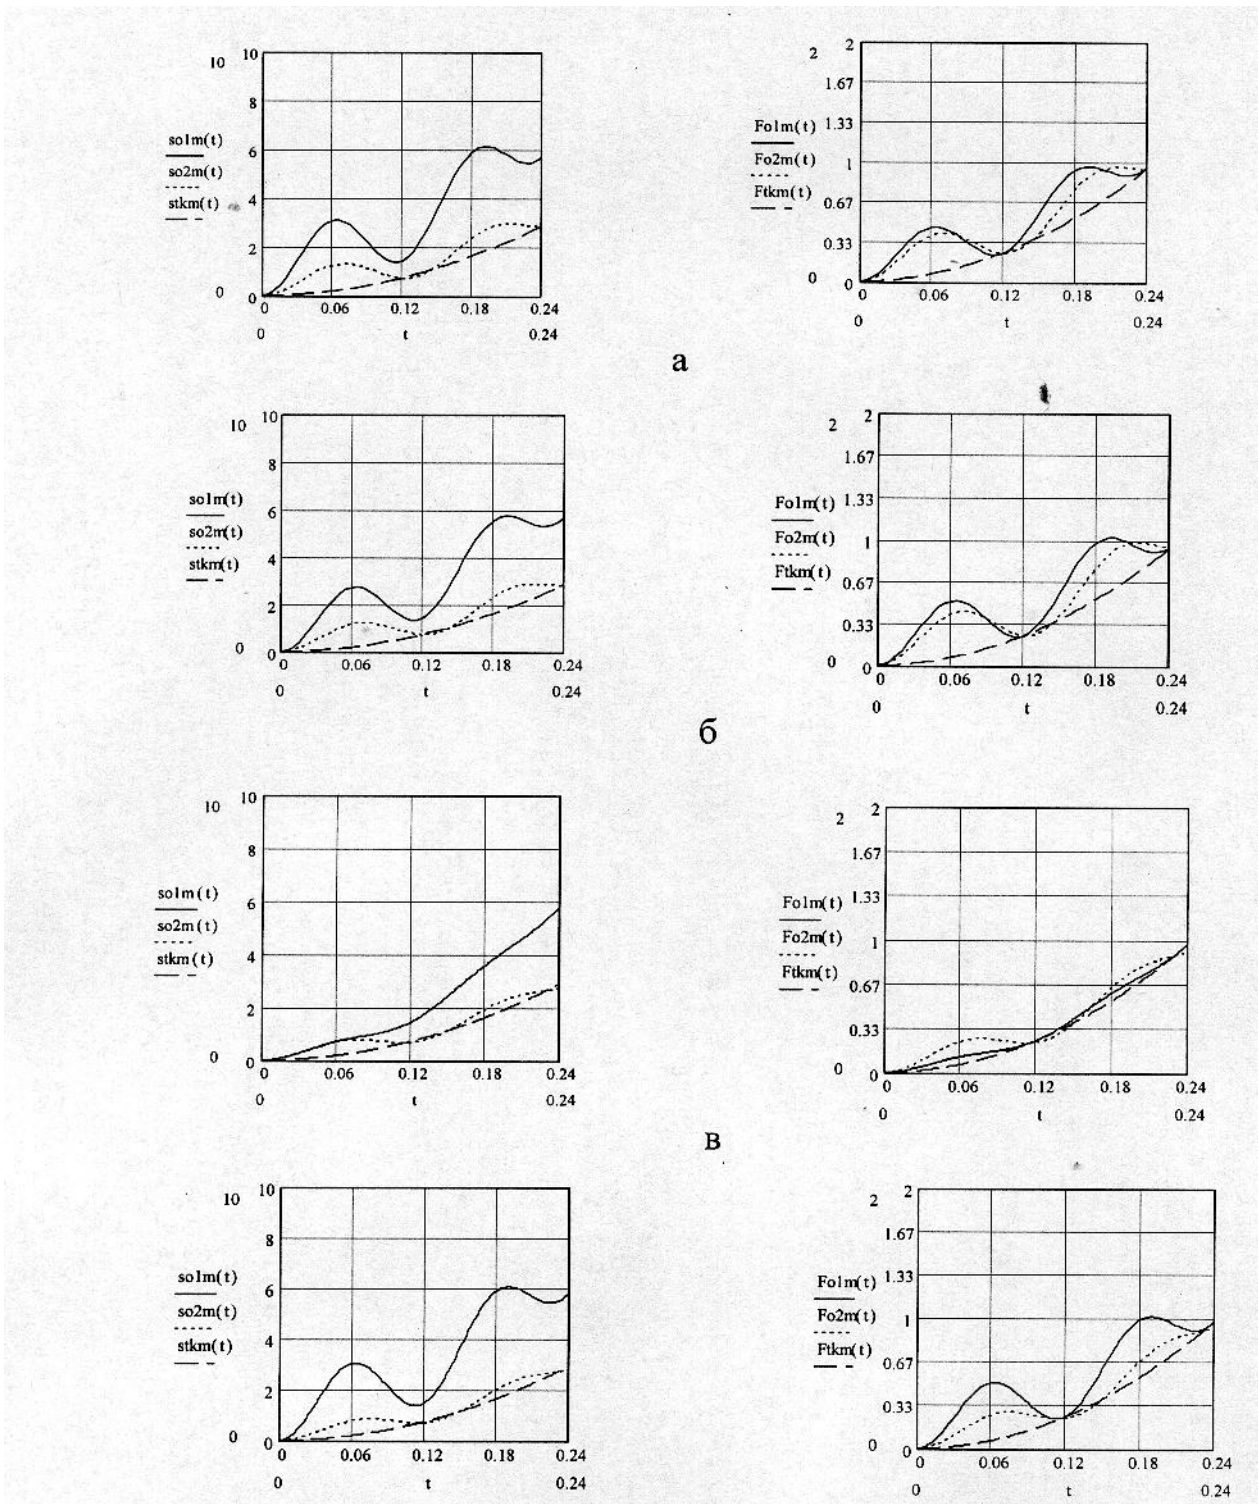 10 10
8
so1m(t) 6
so2m(t) 4
stkm(t)
2
0 0
0 0.06 0.12 0.18 0.24
0 t 0.24
2 2
1.67
Fo1m(t) 1.33
Fo2m(t) 1
Ftkm(t) 0.67
0.33
0 0
0 0.06 0.12 0.18 0.24
0 t 0.24
а
10 10
8
so1m(t) 6
so2m(t)
stkm(t) 4
2
0 0
0 0.06 0.12 0.18 0.24
0 t 0.24
2 2
1.67
Fo1m(t) 1.33
Fo2m(t) 1
Ftkm(t) 0.67
0.33
0 0
0 0.06 0.12 0.18 0.24
0 t 0.24
б
10 10
8
so1m(t) 6
so2m(t)
stkm(t) 4
2
0 0
0 0.06 0.12 0.18 0.24
0 t 0.24
2 2
1.67
Fo1m(t) 1.33
Fo2m(t) 1
Ftkm(t) 0.67
0.33
0 0
0 0.06 0.12 0.18 0.24
0 t 0.24
в
10 10
8
so1m(t) 6
so2m(t)
stkm(t) 4
2
0 0
0 0.06 0.12 0.18 0.24
0 t 0.24
2 2
1.67
Fo1m(t) 1.33
Fo2m(t) 1
Ftkm(t) 0.67
0.33
0 0
0 0.06 0.12 0.18 0.24
0 t 0.24